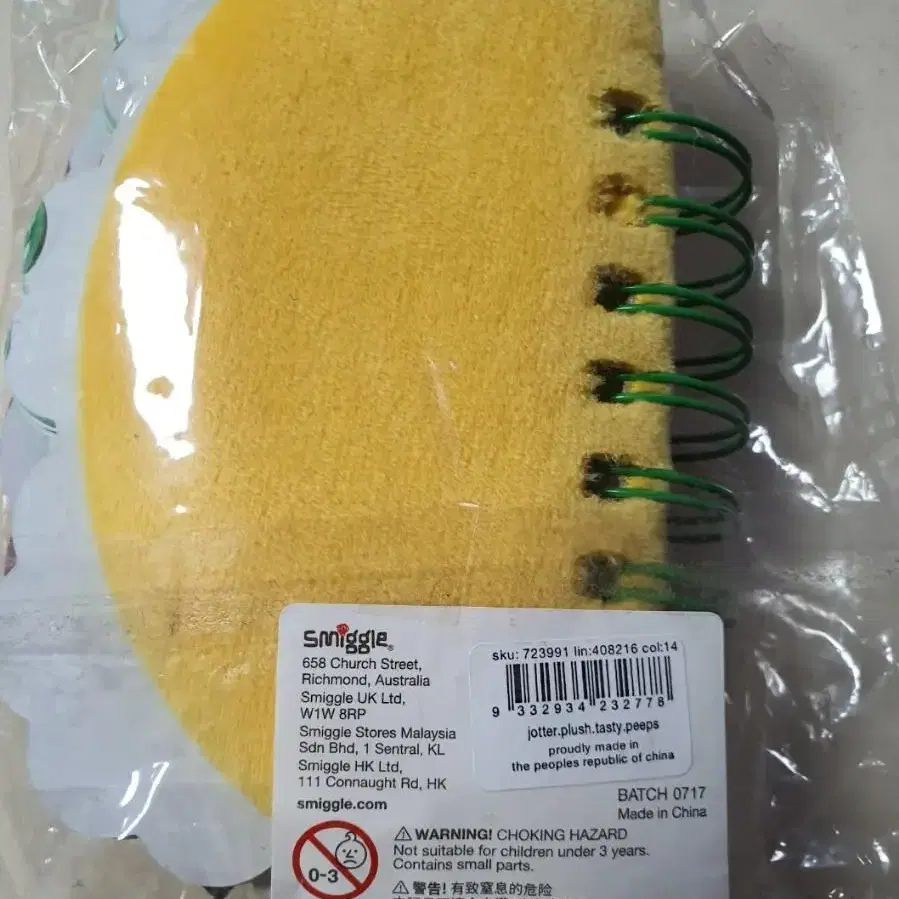 smiggle®
658 Church Street,
Richmond, Australia
Smiggle UK Ltd,
W1W 8RP
Smiggle Stores Malaysia
Sdn Bhd, 1 Sentral, KL
Smiggle HK Ltd,
111 Connaught Rd, HK
smiggle.com
sku: 723991 lin:408216 col:14
9 332934 232778
jotter.plush.tasty.peeps
proudly made in
the peoples republic of china
BATCH 0717
Made in China
0-3
⚠ WARNING! CHOKING HAZARD
Not suitable for children under 3 years.
Contains small parts.
⚠ 警告! 有致窒息的危险